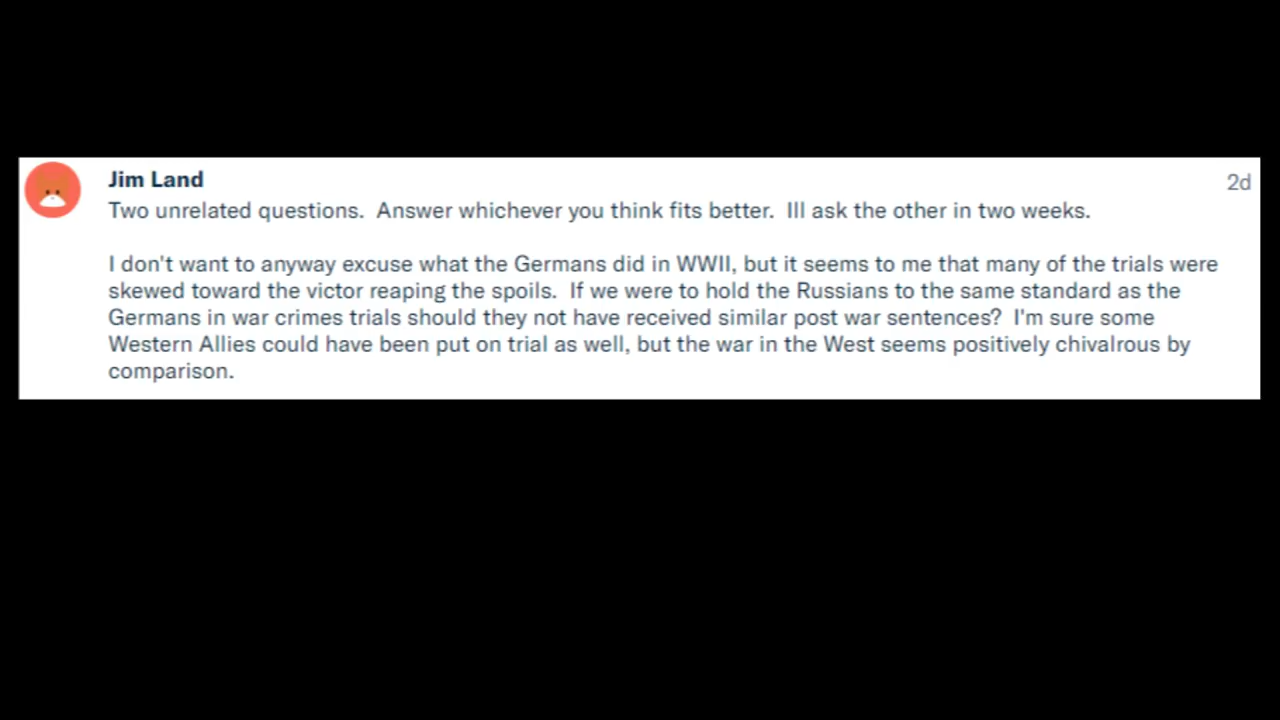 Jim Land
2d
Two unrelated questions.  Answer whichever you think fits better.  Ill ask the other in two weeks.
I don't want to anyway excuse what the Germans did in WWII, but it seems to me that many of the trials were
skewed toward the victor reaping the spoils.  If we were to hold the Russians to the same standard as the
Germans in war crimes trials should they not have received similar post war sentences?  I'm sure some
Western Allies could have been put on trial as well, but the war in the West seems positively chivalrous by
comparison.